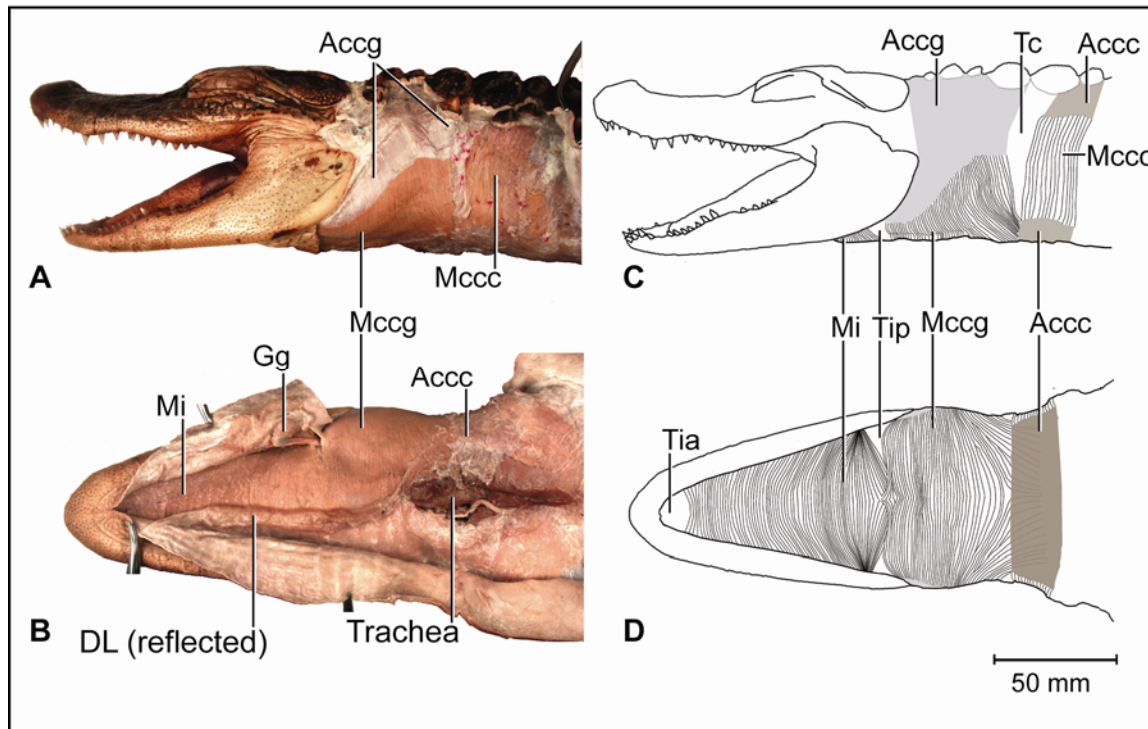 Accg
Mccc
A
Mccg
Gg
Mi
Accc
B
DL (reflected)
Trachea
Accg
Tc
Accc
Mccc
C
Mi
Tip
Mccg
Accc
Tia
D
50 mm